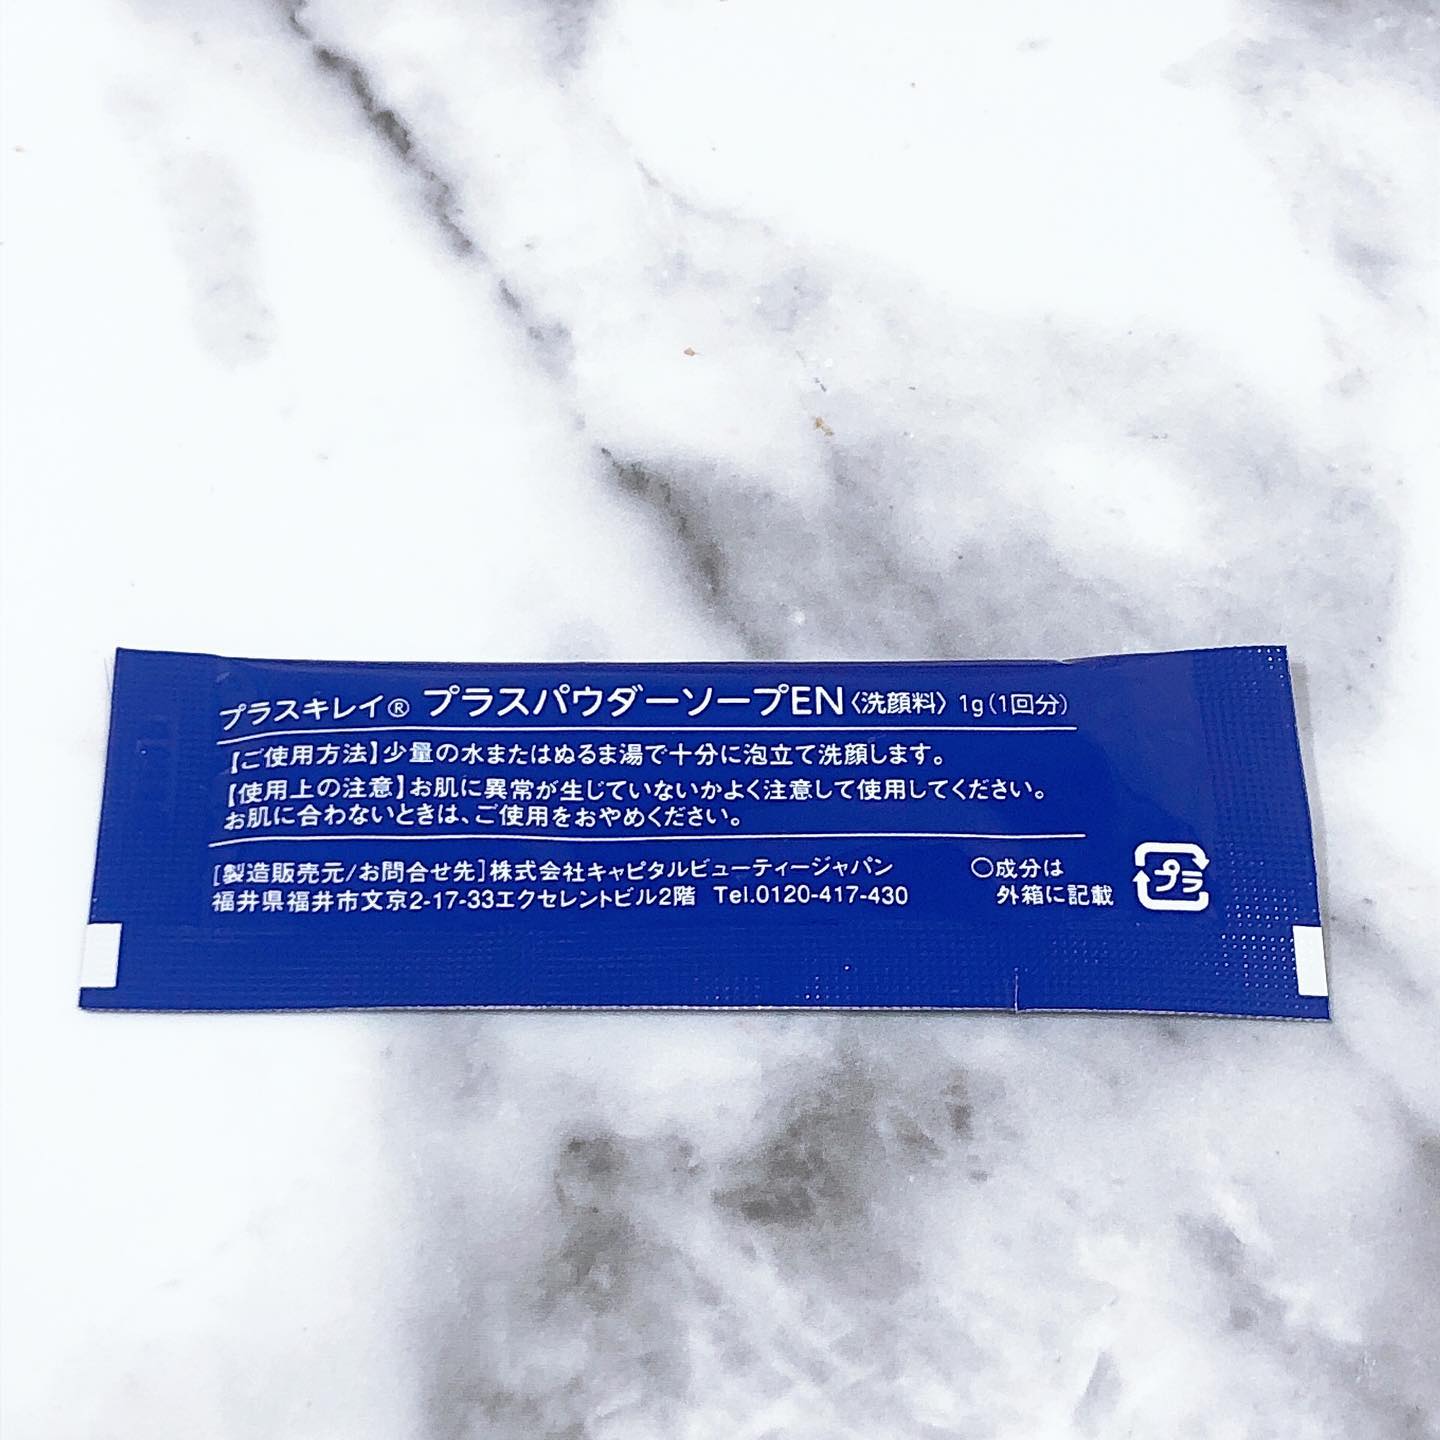 プラスキレイ® プラスパウダーソープEN〈洗顔料〉 1g(1回分)
【ご使用方法】少量の水またはぬるま湯で十分に泡立て洗顔します。
【使用上の注意】お肌に異常が生じていないかよく注意して使用してください。
お肌に合わないときは、ご使用をおやめください。
[製造販売元/お問合せ先]株式会社キャピタルビューティージャパン
福井県福井市文京2-17-33エクセレントビル2階 Tel.0120-417-430
○成分は
外箱に記載
プラ